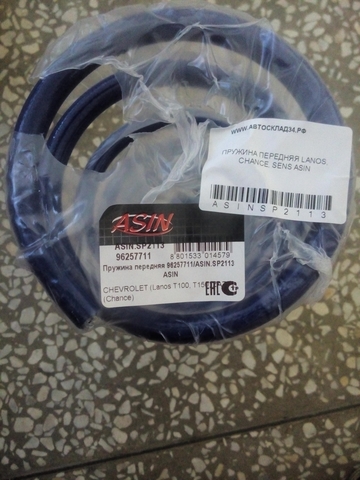 WWW.АВТОСКЛАД34.РФ
ПРУЖИНА ПЕРЕДНЯЯ LANOS,
CHANCE, SENS ASIN
ASINSP2113
ASIN
ASIN.SP2113
96257711
8 801533 014579
Пружина передняя 96257711/ASIN.SP2113
ASIN
CHEVROLET (Lanos T100,
(Chance)
EAC